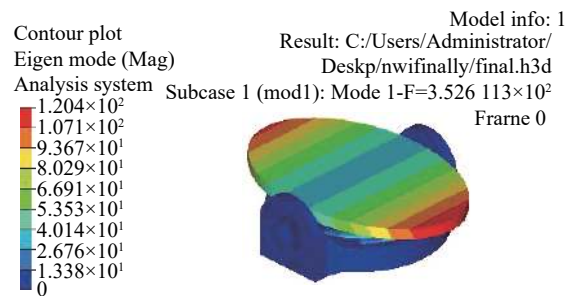 Model info: 1
Contour plot
Result: C:/Users/Administrator/
Eigen mode (Mag)
Deskp/nwifinally/final.h3d
Analysis system
Subcase 1 (mod1): Mode 1-F=3.526 113×10²
Frarne 0
1.204×10²
1.071×10²
9.367×10¹
8.029×10¹
6.691×10¹
5.353×10¹
4.014×10¹
2.676×10¹
1.338×10¹
0